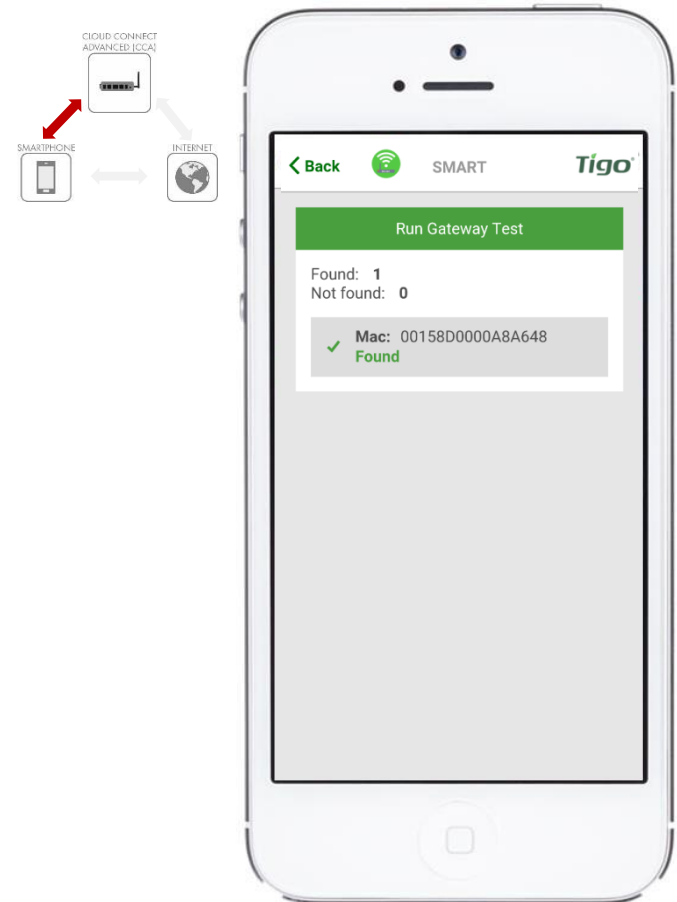 CLOUD CONNECT
ADVANCED (CCA)
SMARTPHONE
INTERNET
Back
SMART
Tigo
Run Gateway Test
Found: 1
Not found: 0
Mac: 00158D0000A8A648
Found